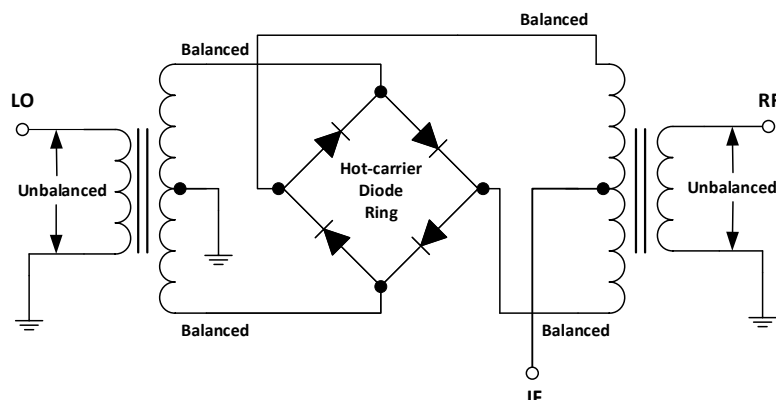 Balanced
Balanced
LO
RF
Hot-carrier
Diode
Ring
Unbalanced
Unbalanced
Balanced
Balanced
IF